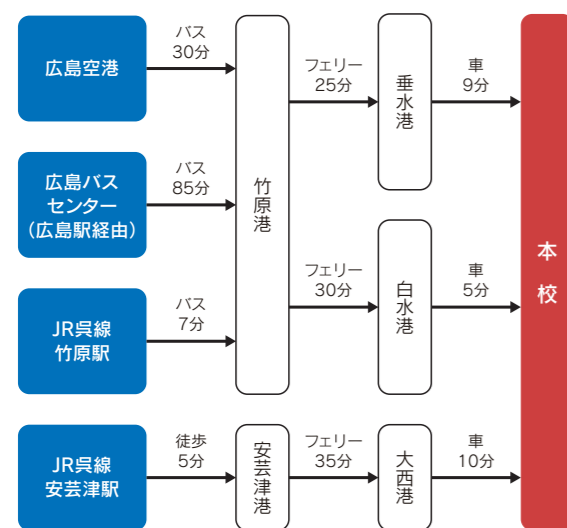 広島空港
バス
30分
広島バス
センター
(広島駅経由)
バス
85分
JR呉線
竹原駅
バス
7分
竹原港
フェリー
25分
垂水港
車
9分
フェリー
30分
白水港
車
5分
JR呉線
安芸津駅
徒歩
5分
安芸津港
フェリー
35分
大西港
車
10分
本校